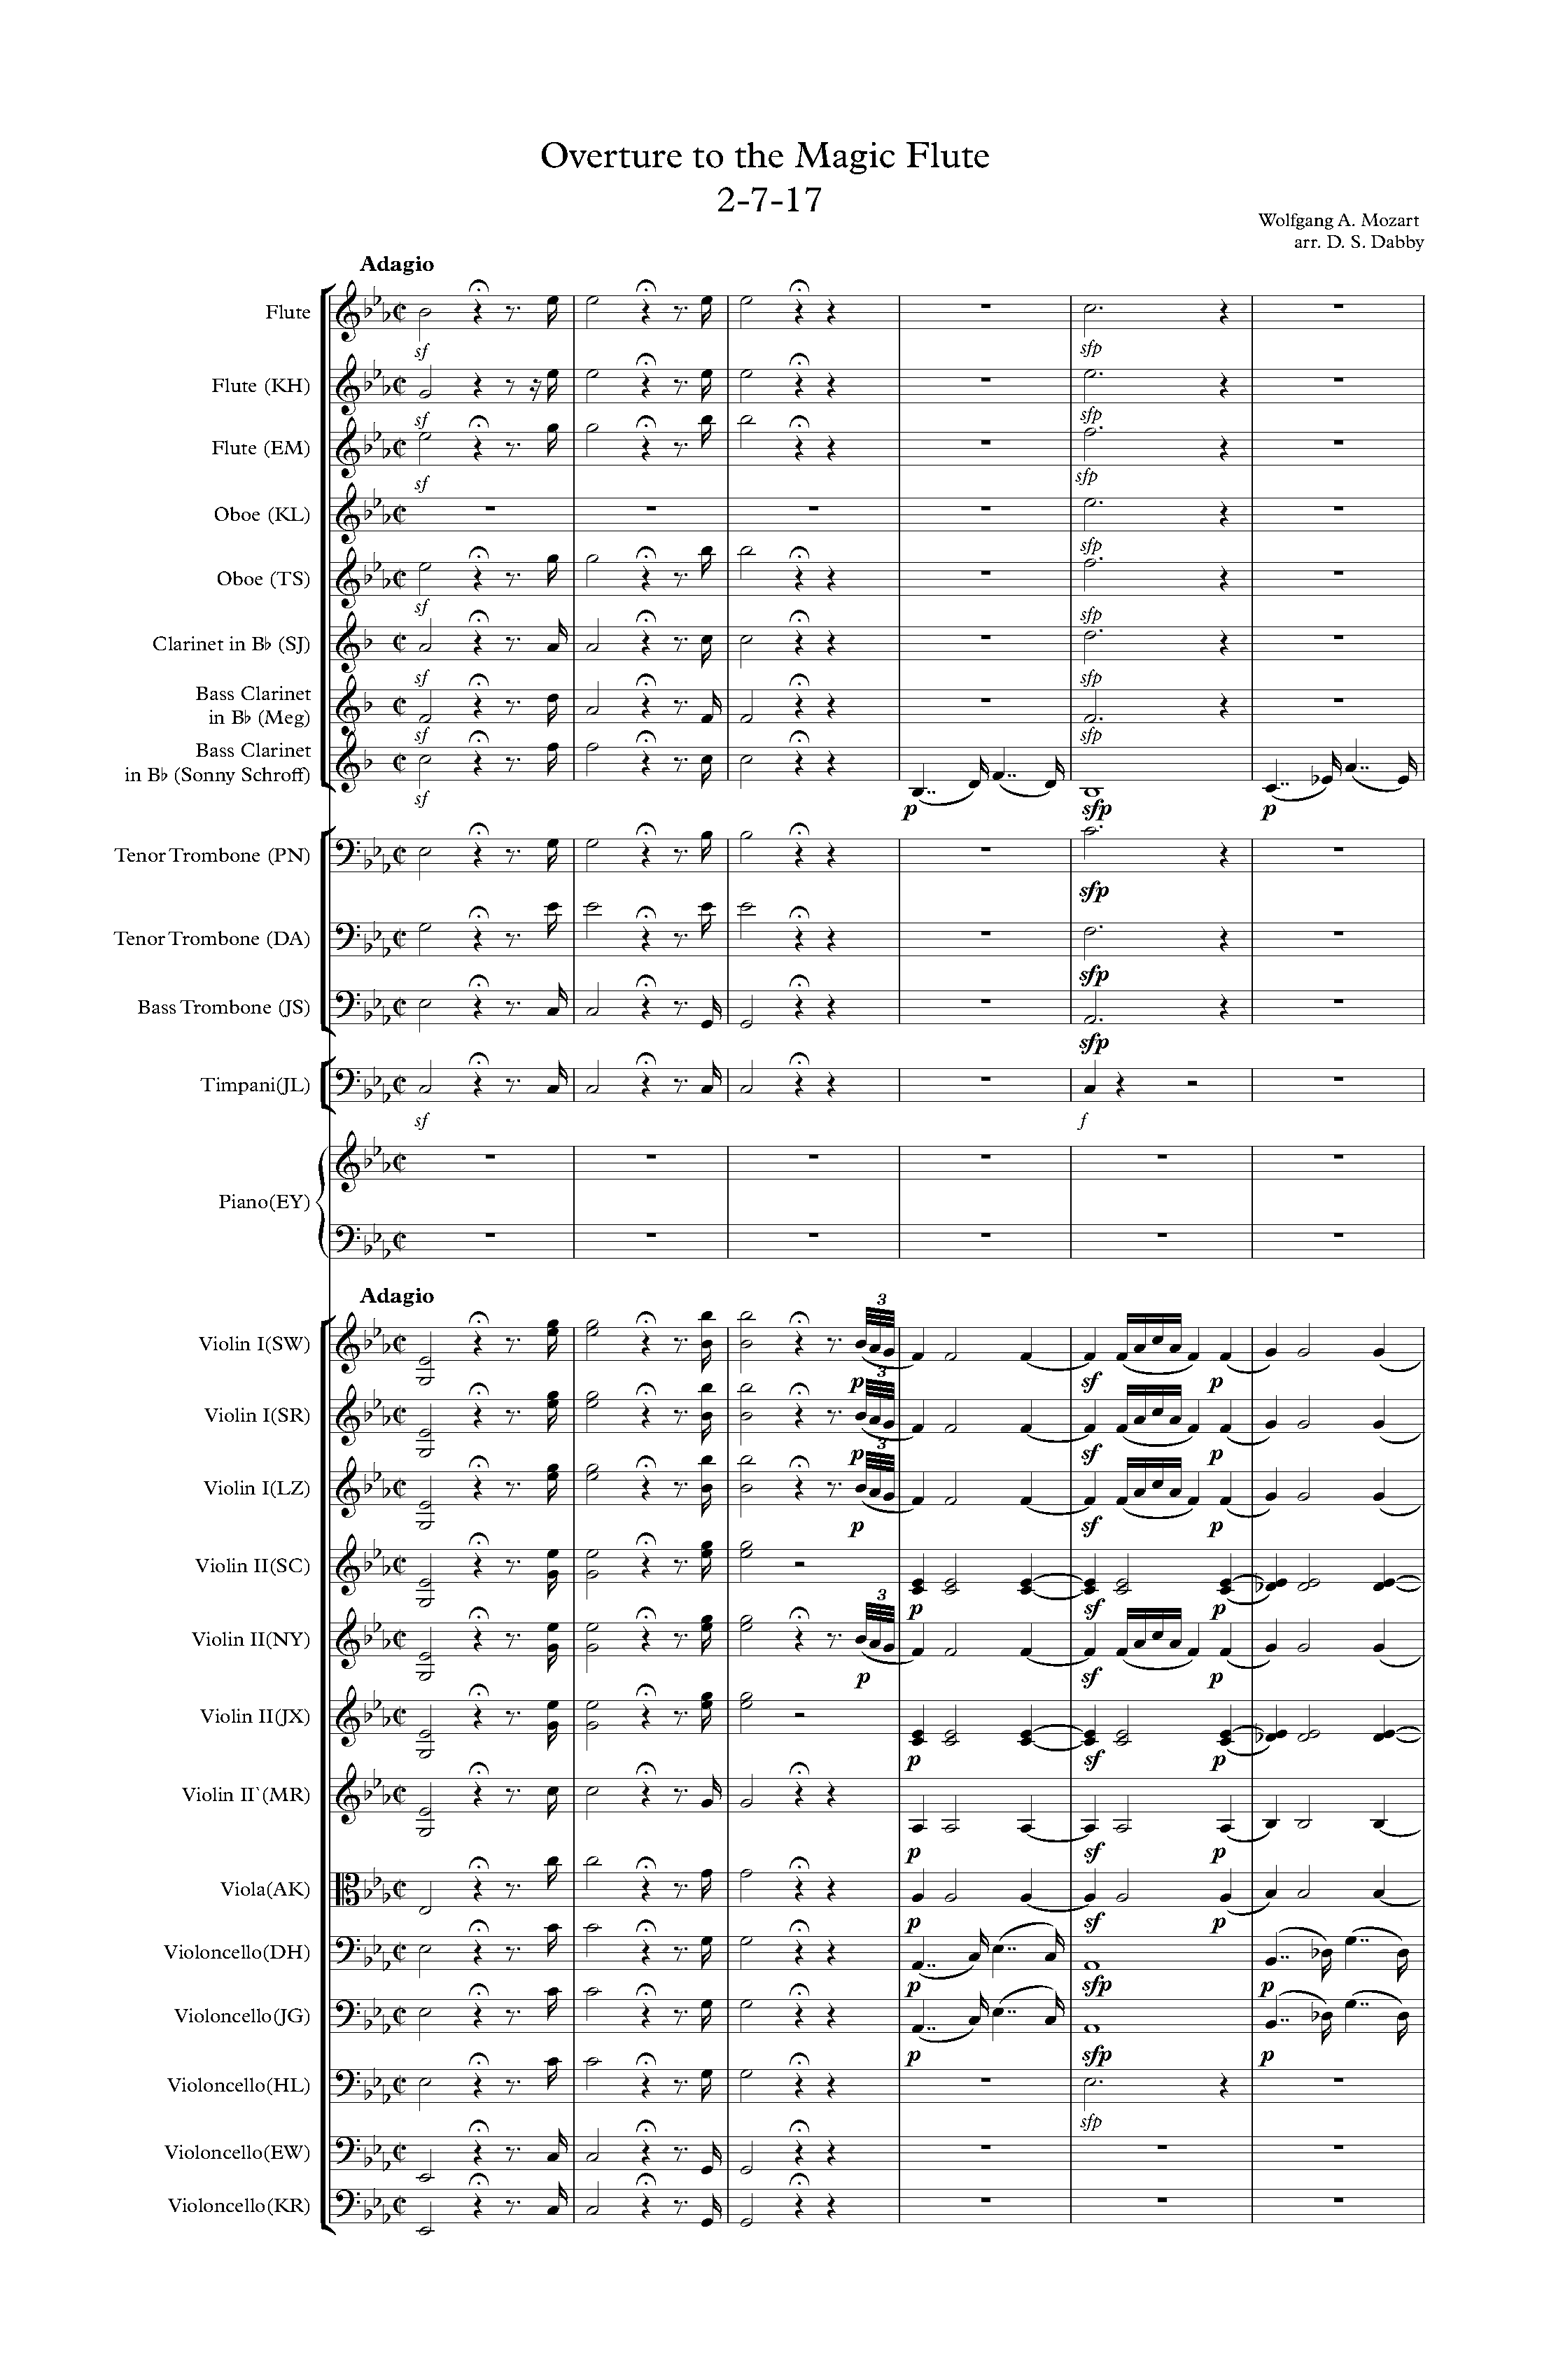 Overture to the Magic Flute
2-7-17
Wolfgang A. Mozart
arr. D. S. Dabby
Adagio
Flute
sf
sfp
Flute (KH)
sf
sfp
Flute (EM)
sf
sfp
Oboe (KL)
sfp
Oboe (TS)
sf
sfp
Clarinet in B♭ (SJ)
sf
sfp
Bass Clarinet
in B♭ (Meg)
sf
sfp
Bass Clarinet
in B♭ (Sonny Schroff)
sf
p
sfp
p
Tenor Trombone (PN)
sfp
Tenor Trombone (DA)
sfp
Bass Trombone (JS)
sfp
Timpani(JL)
sf
f
Piano(EY)
Adagio
3
Violin I(SW)
p
sf
p
3
Violin I(SR)
p
sf
p
3
Violin I(LZ)
p
sf
p
Violin II(SC)
p
sf
p
3
Violin II(NY)
p
sf
p
Violin II(JX)
p
sf
p
Violin II`(MR)
p
sf
p
Viola(AK)
p
sf
p
Violoncello(DH)
p
sfp
p
Violoncello(JG)
p
sfp
p
Violoncello(HL)
sfp
Violoncello(EW)
Violoncello(KR)